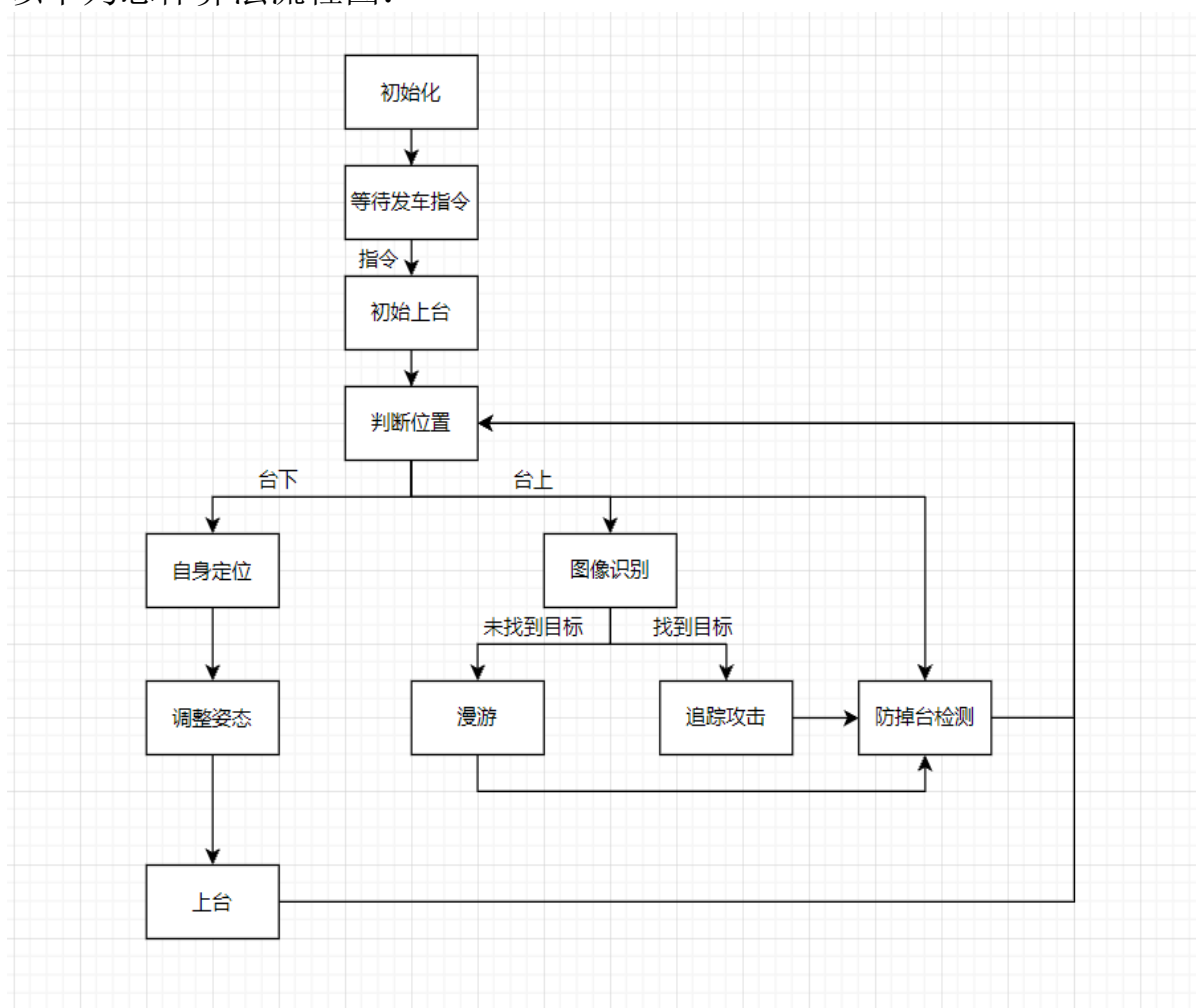 初始化
等待发车指令
指令
初始上台
判断位置
台下
台上
自身定位
图像识别
未找到目标
找到目标
调整姿态
漫游
追踪攻击
防掉台检测
上台